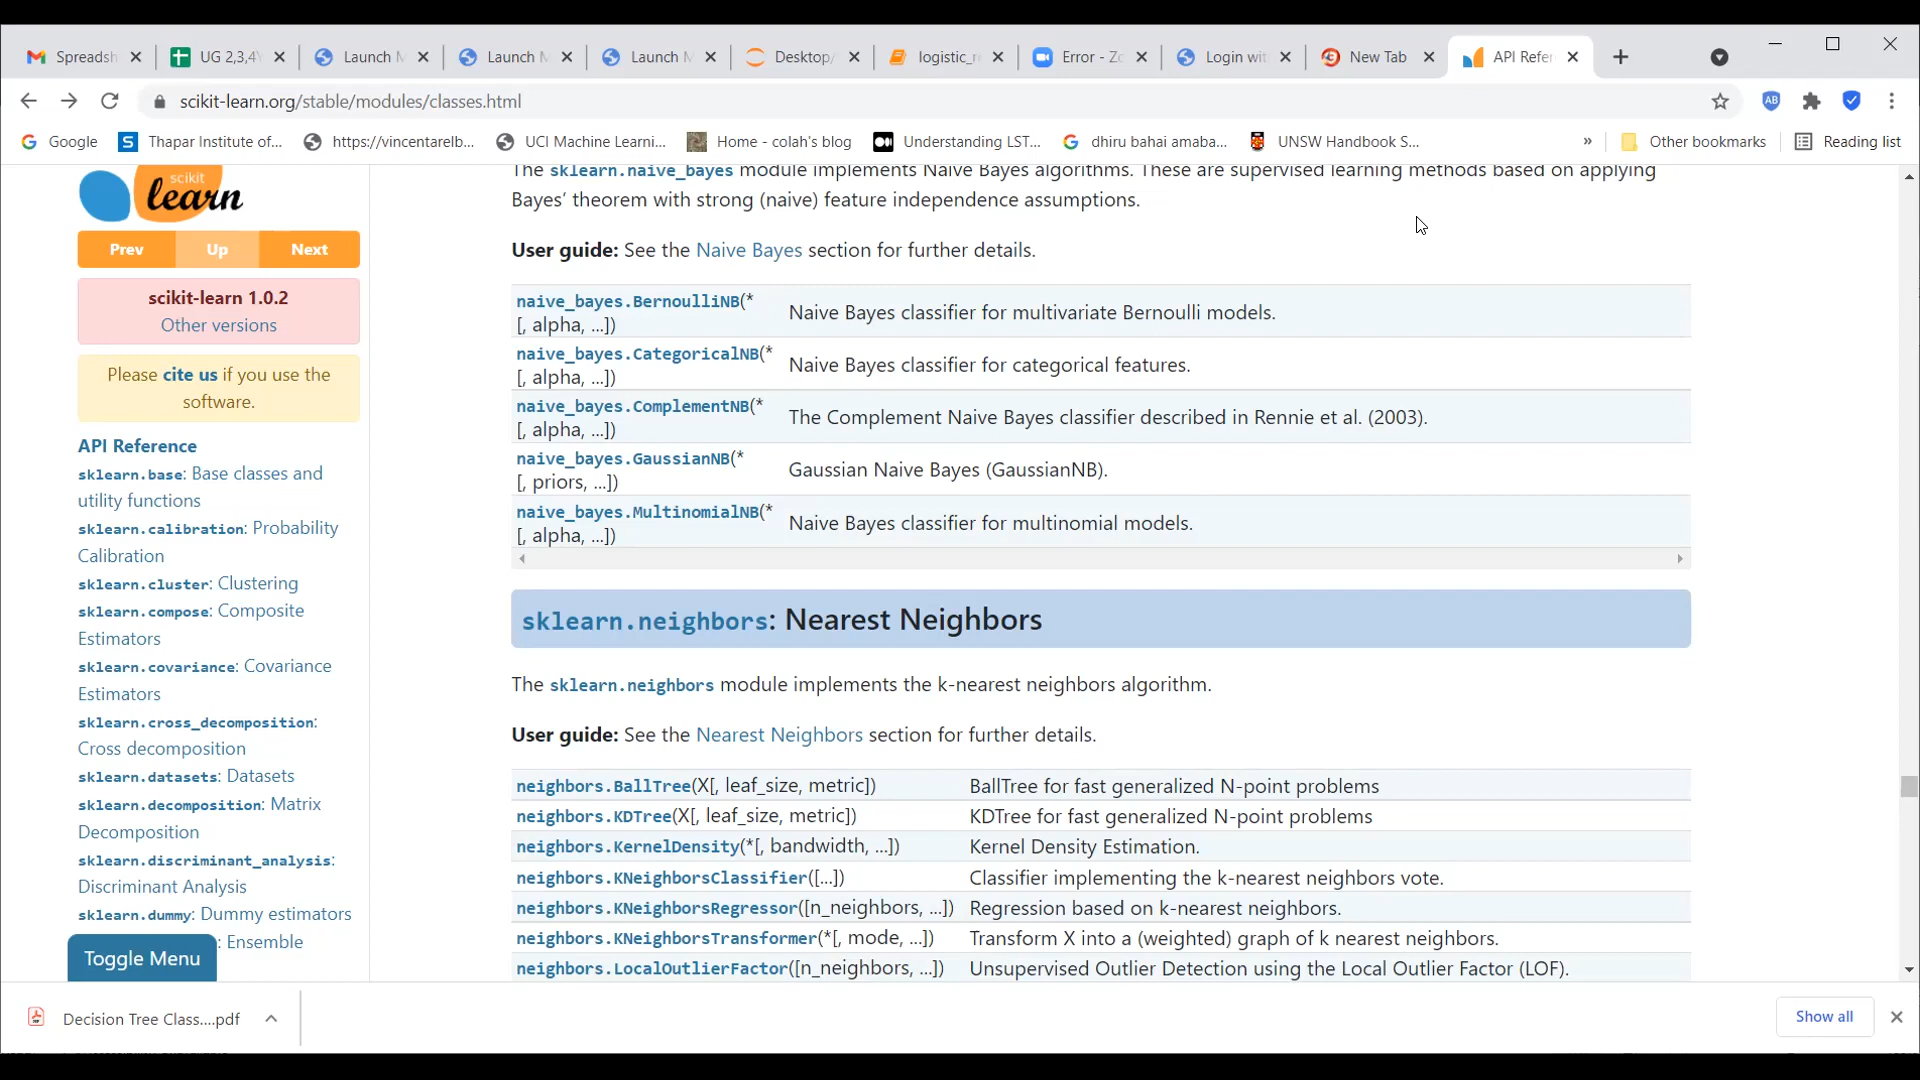 Spreadsh
UG 2,3,4Y
Launch M
Launch M
Launch M
Desktop/
logistic_r
Error - Zo
Login wit
New Tab
API Refer
scikit-learn.org/stable/modules/classes.html
Google
Thapar Institute of...
https://vincentarelb...
UCI Machine Learni...
Home - colah's blog
Understanding LST...
dhiru bahai amaba...
UNSW Handbook S...
»
Other bookmarks
Reading list
scikit
learn
Prev
Up
Next
scikit-learn 1.0.2
Other versions
Please cite us if you use the
software.
API Reference
sklearn.base: Base classes and
utility functions
sklearn.calibration: Probability
Calibration
sklearn.cluster: Clustering
sklearn.compose: Composite
Estimators
sklearn.covariance: Covariance
Estimators
sklearn.cross_decomposition:
Cross decomposition
sklearn.datasets: Datasets
sklearn.decomposition: Matrix
Decomposition
sklearn.discriminant_analysis:
Discriminant Analysis
sklearn.dummy: Dummy estimators
: Ensemble
Toggle Menu
The sklearn.naive_bayes module implements Naive Bayes algorithms. These are supervised learning methods based on applying
Bayes’ theorem with strong (naive) feature independence assumptions.
User guide: See the Naive Bayes section for further details.
naive_bayes.BernoulliNB(*
[, alpha, ...])
Naive Bayes classifier for multivariate Bernoulli models.
naive_bayes.CategoricalNB(*
[, alpha, ...])
Naive Bayes classifier for categorical features.
naive_bayes.ComplementNB(*
[, alpha, ...])
The Complement Naive Bayes classifier described in Rennie et al. (2003).
naive_bayes.GaussianNB(*
[, priors, ...])
Gaussian Naive Bayes (GaussianNB).
naive_bayes.MultinomialNB(*
[, alpha, ...])
Naive Bayes classifier for multinomial models.
sklearn.neighbors: Nearest Neighbors
The sklearn.neighbors module implements the k-nearest neighbors algorithm.
User guide: See the Nearest Neighbors section for further details.
neighbors.BallTree(X[, leaf_size, metric]) BallTree for fast generalized N-point problems
neighbors.KDTree(X[, leaf_size, metric]) KDTree for fast generalized N-point problems
neighbors.KernelDensity(*[, bandwidth, ...]) Kernel Density Estimation.
neighbors.KNeighborsClassifier([...]) Classifier implementing the k-nearest neighbors vote.
neighbors.KNeighborsRegressor([n_neighbors, ...]) Regression based on k-nearest neighbors.
neighbors.KNeighborsTransformer(*[, mode, ...]) Transform X into a (weighted) graph of k nearest neighbors.
neighbors.LocalOutlierFactor([n_neighbors, ...]) Unsupervised Outlier Detection using the Local Outlier Factor (LOF).
Decision Tree Class....pdf
Show all